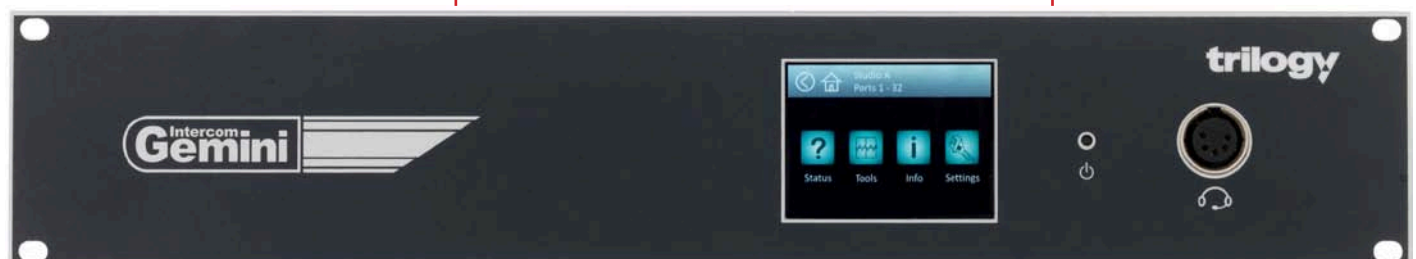 Intercom
Gemini
Studio A
Ports 1 - 32
Status Tools Info Settings
trilogy